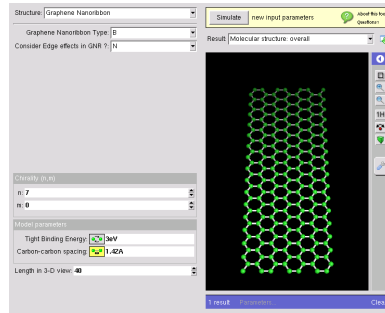 Structure: Graphene Nanoribbon
Graphene Nanoribbon Type: B
Consider Edge effects in GNR ?: N
Chirality (n,m)
n: 7
m: 0
Model parameters
Tight Binding Energy: 3eV
Carbon-carbon spacing: 1.42A
Length in 3-D view: 40
Simulate new input parameters
About this
Questions?
Result: Molecular structure: overall
1H
1 result Parameters... Clea